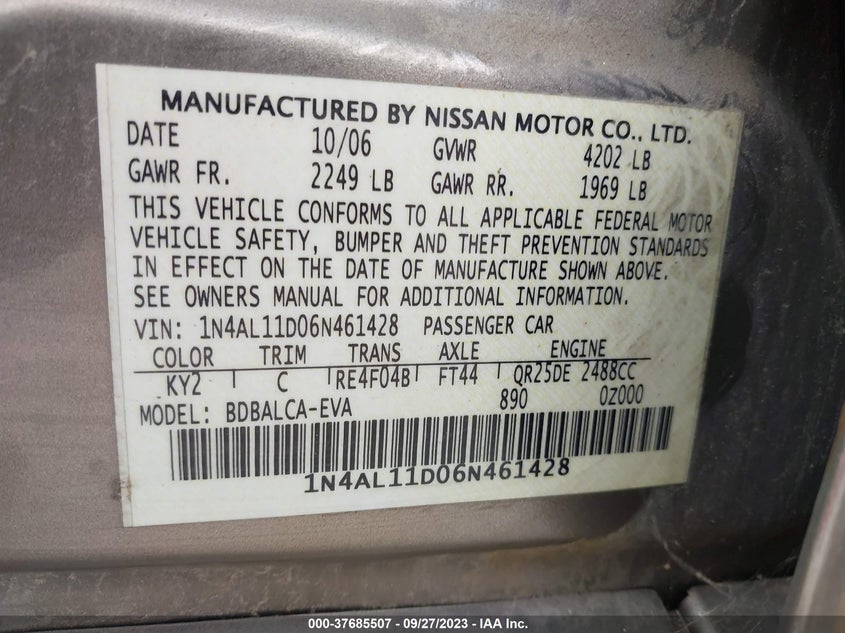 MANUFACTURED BY NISSAN MOTOR CO., LTD.
DATE 10/06 GVWR 4202 LB
GAWR FR. 2249 LB GAWR RR. 1969 LB
THIS VEHICLE CONFORMS TO ALL APPLICABLE FEDERAL MOTOR
VEHICLE SAFETY, BUMPER AND THEFT PREVENTION STANDARDS
IN EFFECT ON THE DATE OF MANUFACTURE SHOWN ABOVE.
SEE OWNERS MANUAL FOR ADDITIONAL INFORMATION.
VIN: 1N4AL11D06N461428 PASSENGER CAR
COLOR TRIM TRANS AXLE ENGINE
KY2 C RE4F04B FT44 QR25DE 2488CC
MODEL: BDBALCA-EVA 890 0Z000
1N4AL11D06N461428
000-37685507 - 09/27/2023 - IAA Inc.